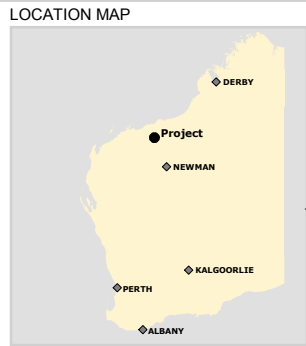 LOCATION MAP
DERBY
Project
NEWMAN
KALGOORLIE
PERTH
ALBANY